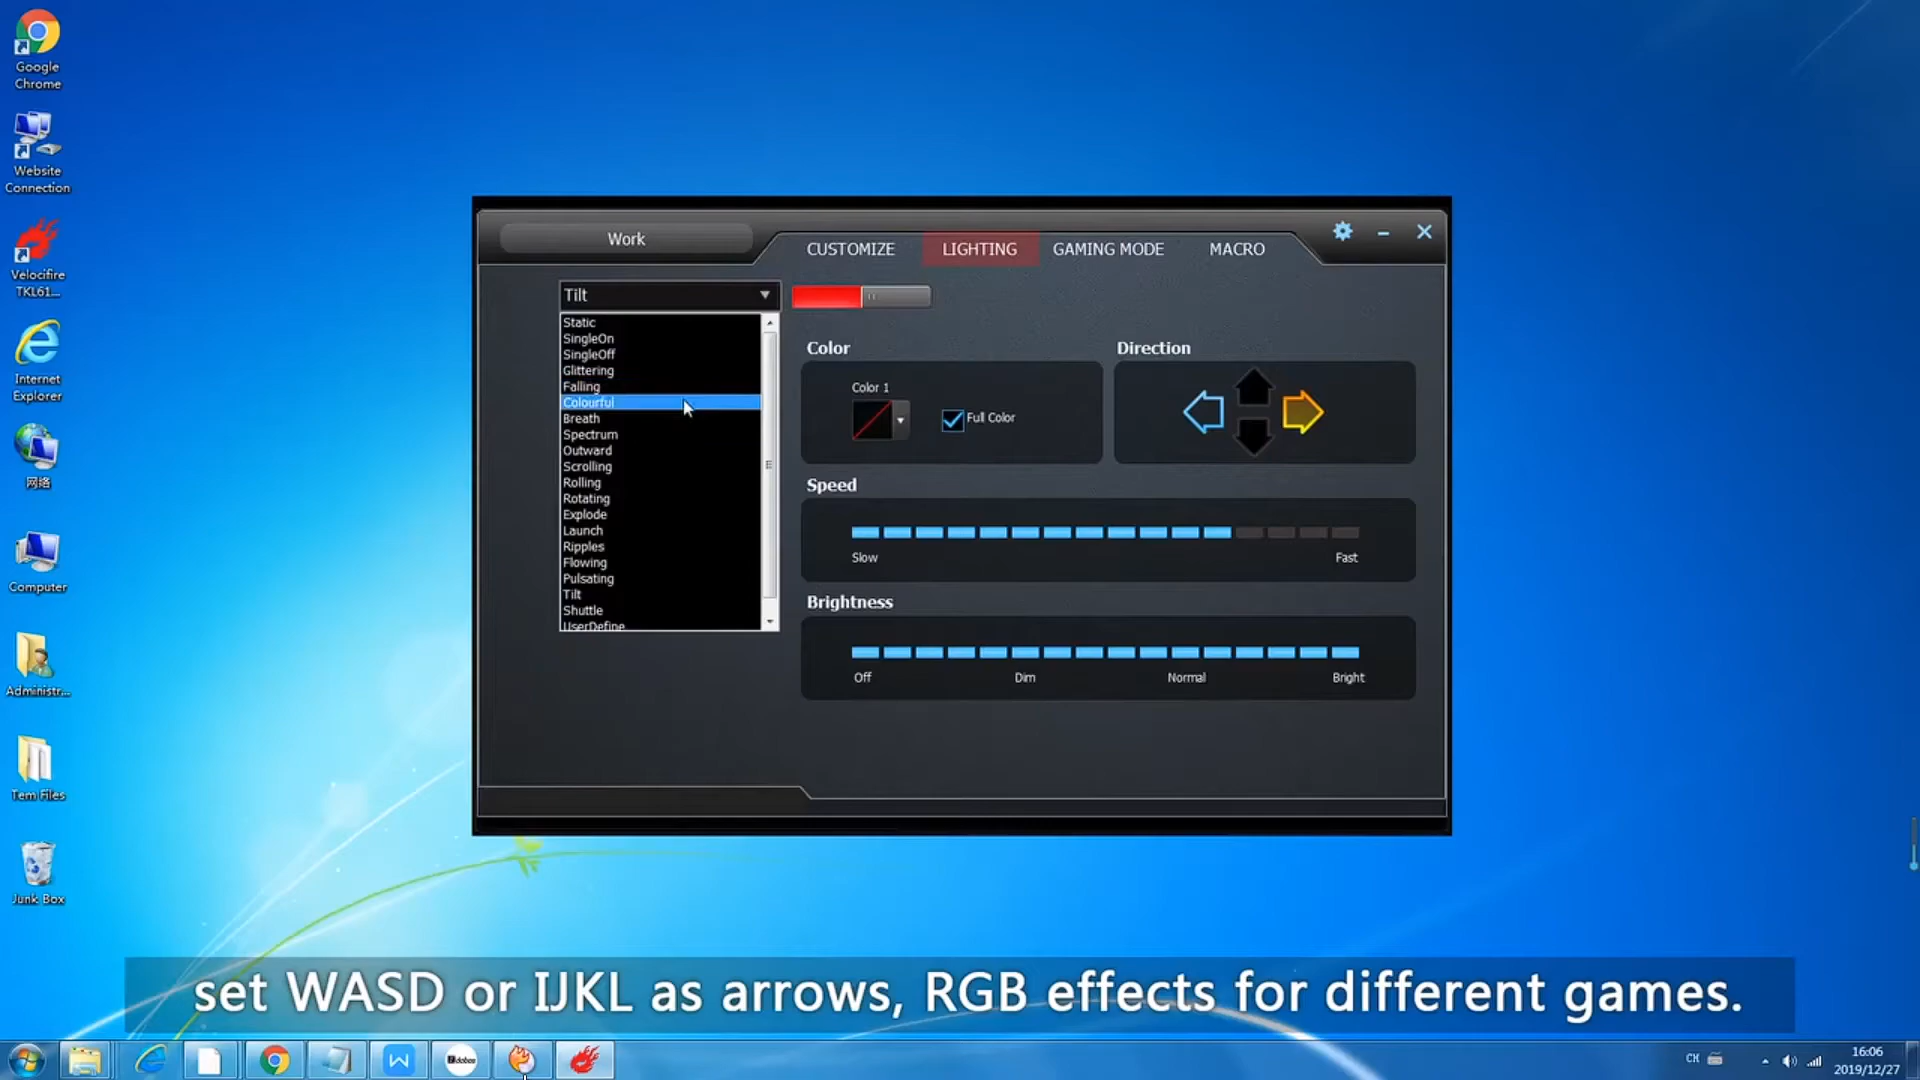 Google
Chrome
Website
Connection
Velocifire
TKL61...
Internet
Explorer
网络
Computer
Administr...
Tem Files
Junk Box
Work
CUSTOMIZE
LIGHTING
GAMING MODE
MACRO
Tilt
Static
SingleOn
SingleOff
Glittering
Falling
Colourful
Breath
Spectrum
Outward
Scrolling
Rolling
Rotating
Explode
Launch
Ripples
Flowing
Pulsating
Tilt
Shuttle
UserDefine
Color
Color 1
Full Color
Direction
Speed
Slow
Fast
Brightness
Off
Dim
Normal
Bright
set WASD or IJKL as arrows, RGB effects for different games.
CH
16:06
2019/12/27